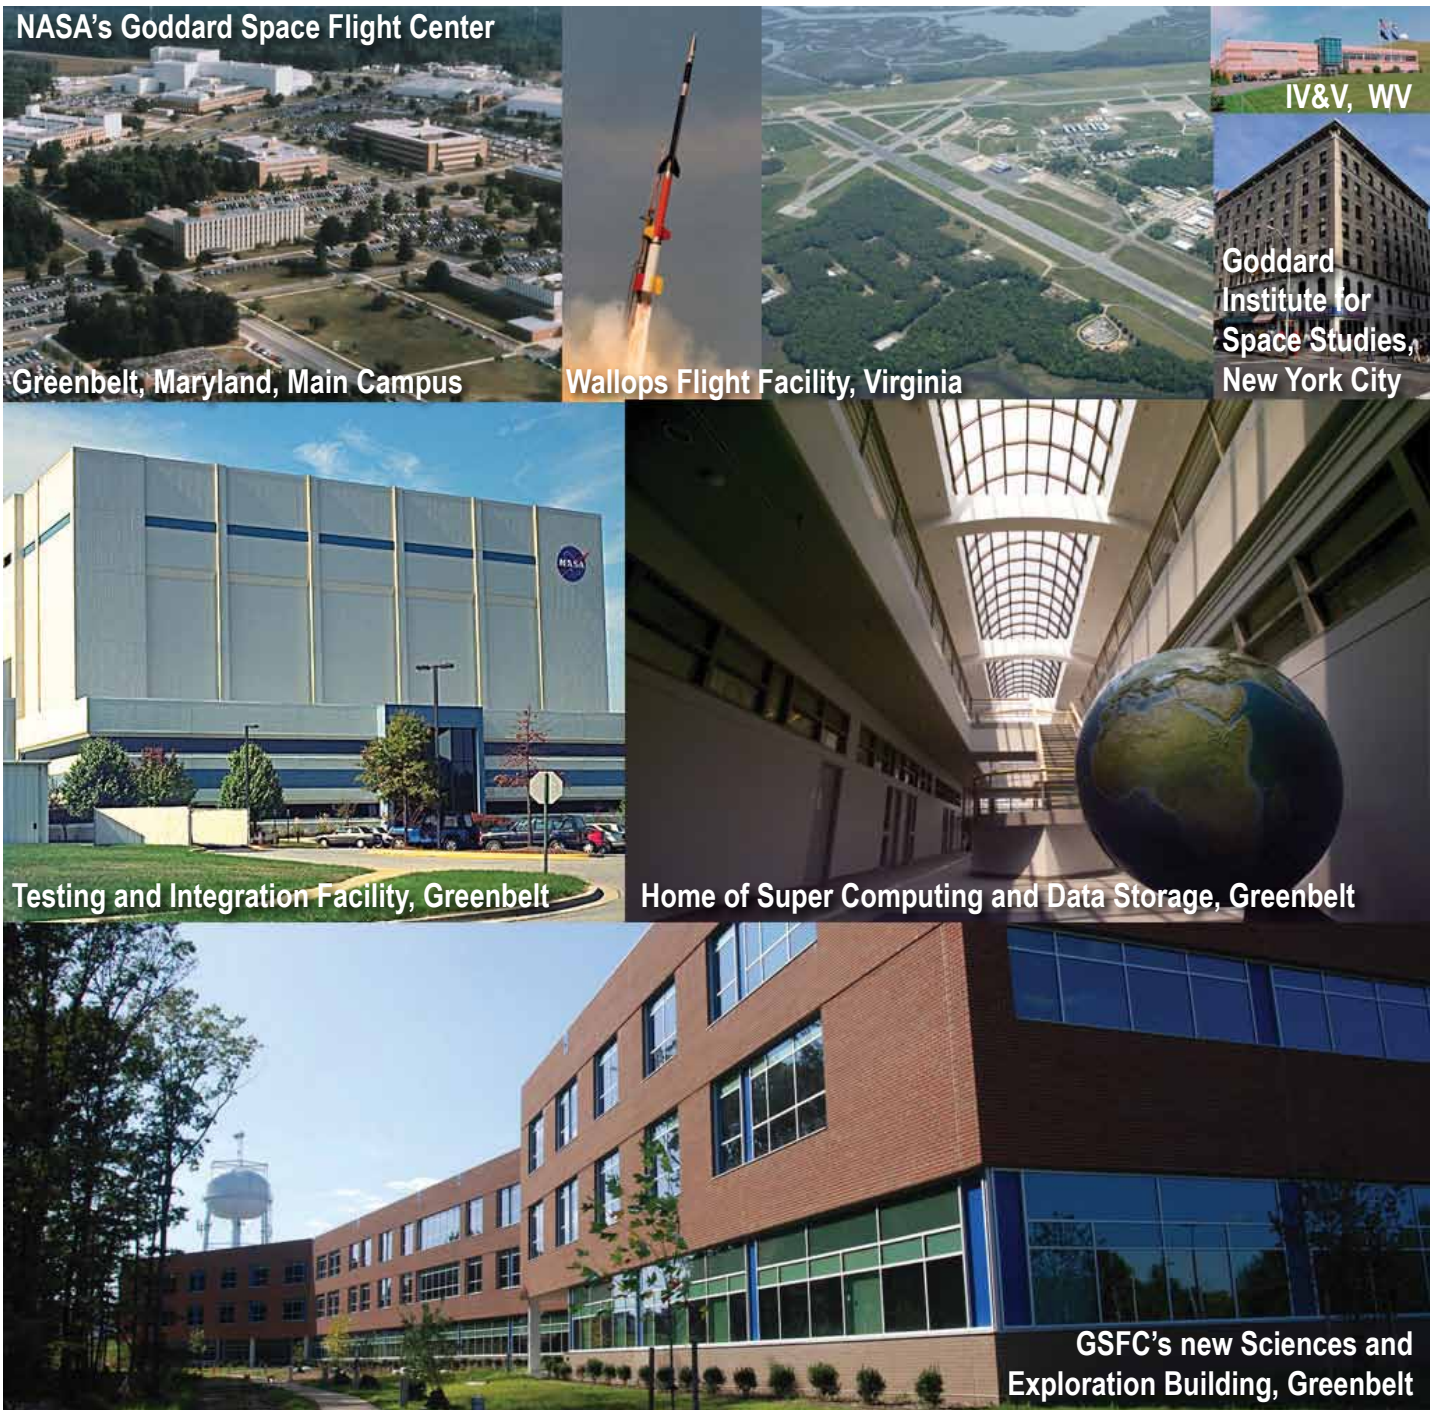 NASA's Goddard Space Flight Center
IV&V, WV
Goddard
Institute for
Space Studies,
New York City
Greenbelt, Maryland, Main Campus
Wallops Flight Facility, Virginia
NASA
Testing and Integration Facility, Greenbelt
Home of Super Computing and Data Storage, Greenbelt
GSFC's new Sciences and
Exploration Building, Greenbelt